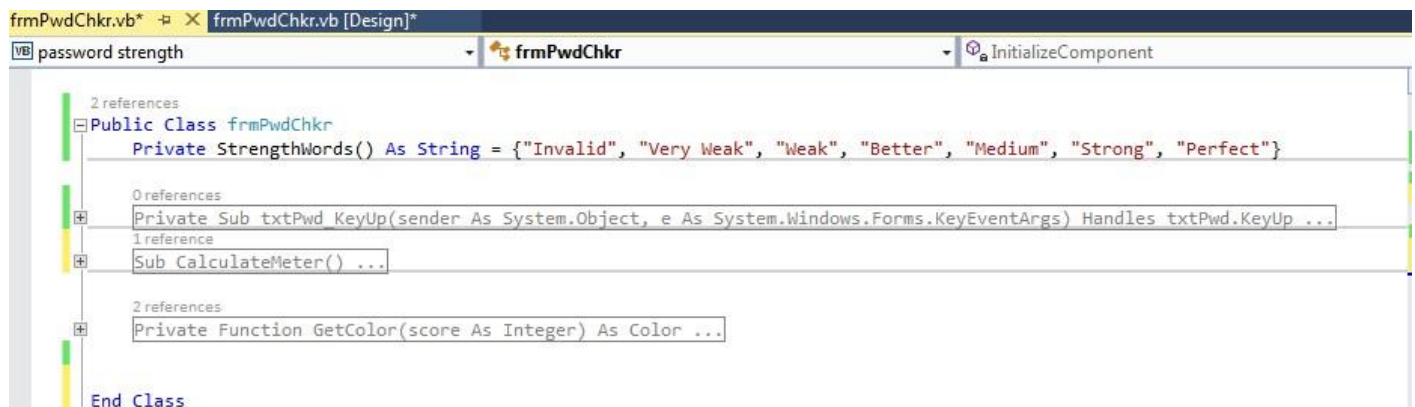 frmPwdChkr.vb* frmPwdChkr.vb [Design]*
VB password strength frmPwdChkr InitializeComponent
2 references
Public Class frmPwdChkr
Private StrengthWords() As String = {"Invalid", "Very Weak", "Weak", "Better", "Medium", "Strong", "Perfect"}
0 references
Private Sub txtPwd_KeyUp(sender As System.Object, e As System.Windows.Forms.KeyEventArgs) Handles txtPwd.KeyUp ...
1 reference
Sub CalculateMeter() ...
2 references
Private Function GetColor(score As Integer) As Color ...
End Class